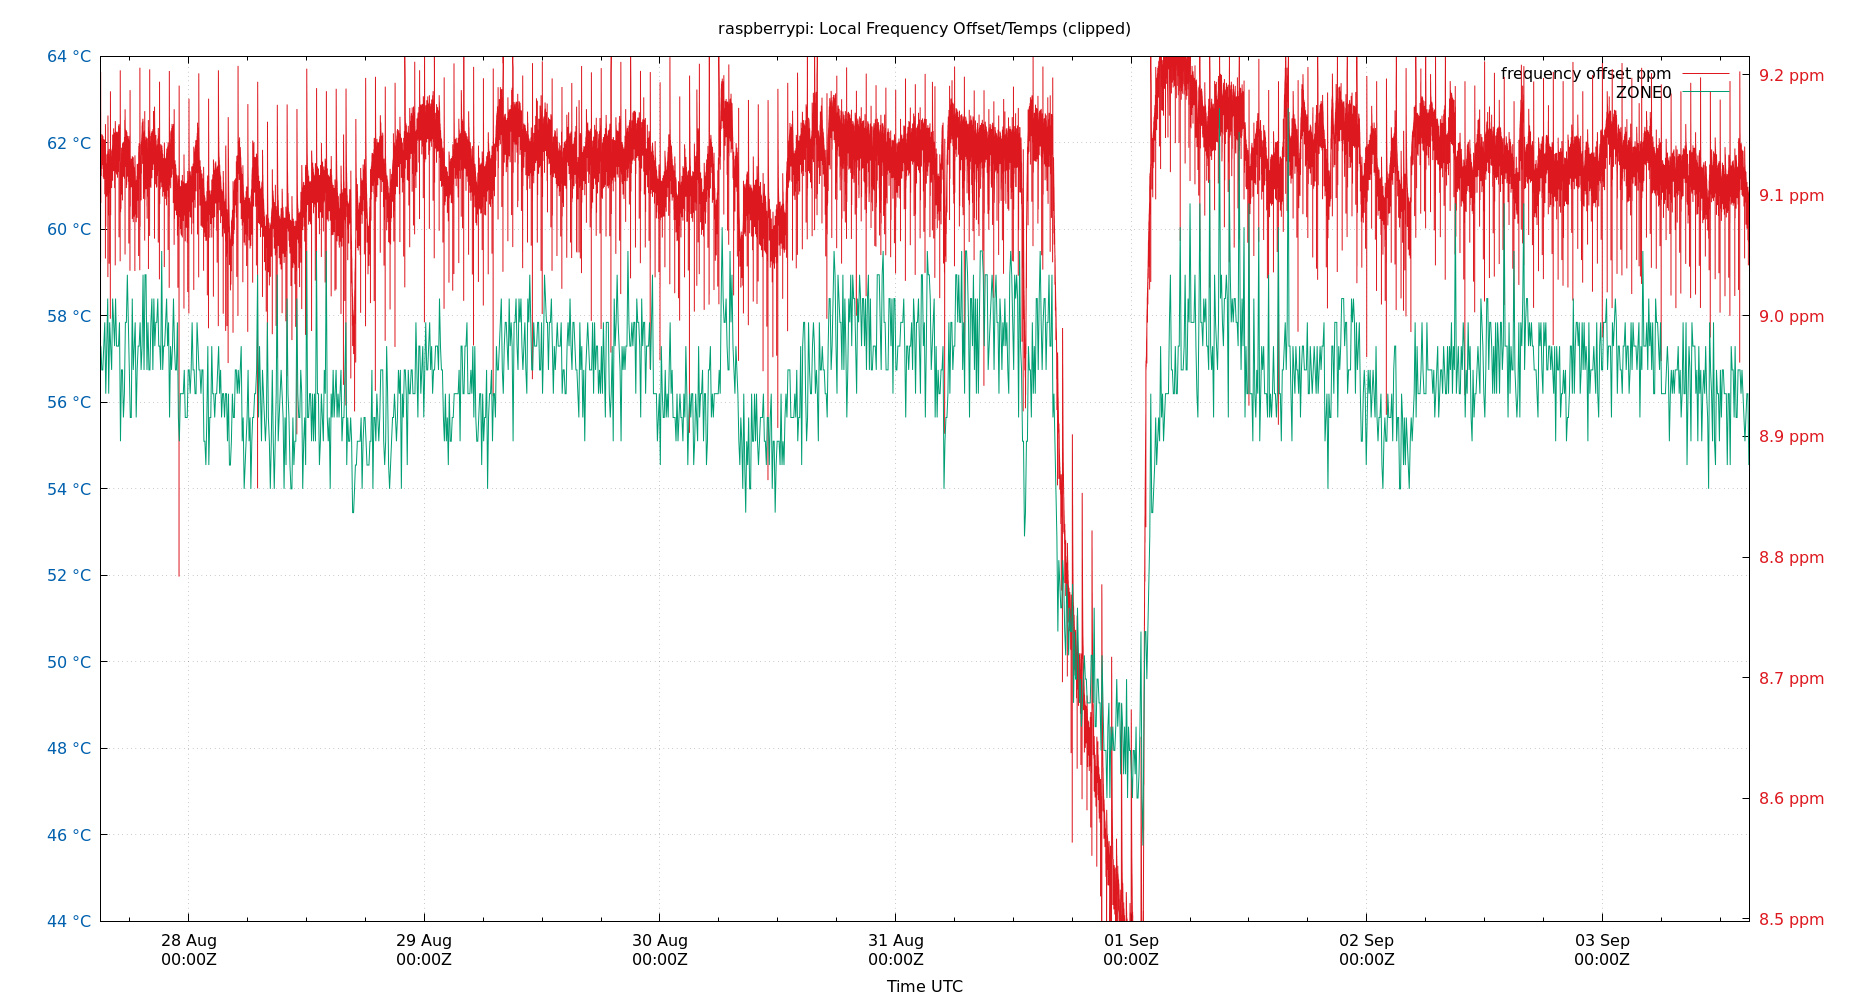 raspberrypi: Local Frequency Offset/Temps (clipped)
64 °C
62 °C
60 °C
58 °C
56 °C
54 °C
52 °C
50 °C
48 °C
46 °C
44 °C
frequency offset ppm
ZONE0
9.2 ppm
9.1 ppm
9.0 ppm
8.9 ppm
8.8 ppm
8.7 ppm
8.6 ppm
8.5 ppm
28 Aug
00:00Z
29 Aug
00:00Z
30 Aug
00:00Z
31 Aug
00:00Z
01 Sep
00:00Z
02 Sep
00:00Z
03 Sep
00:00Z
Time UTC